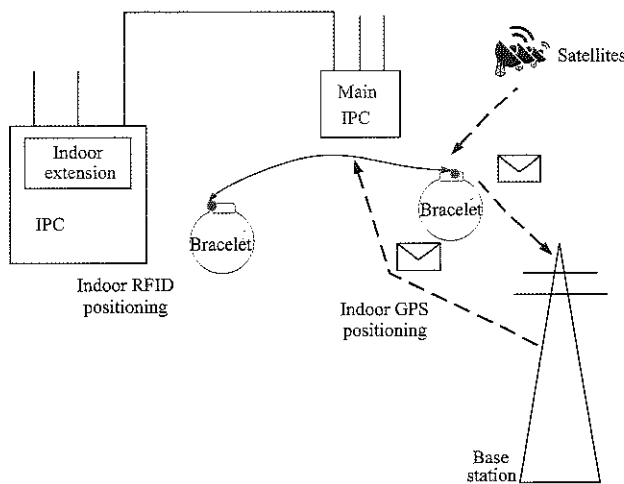 Satellites
Main
IPC
Indoor
extension
IPC
Bracelet
Bracelet
Indoor RFID
positioning
Indoor GPS
positioning
Base
station